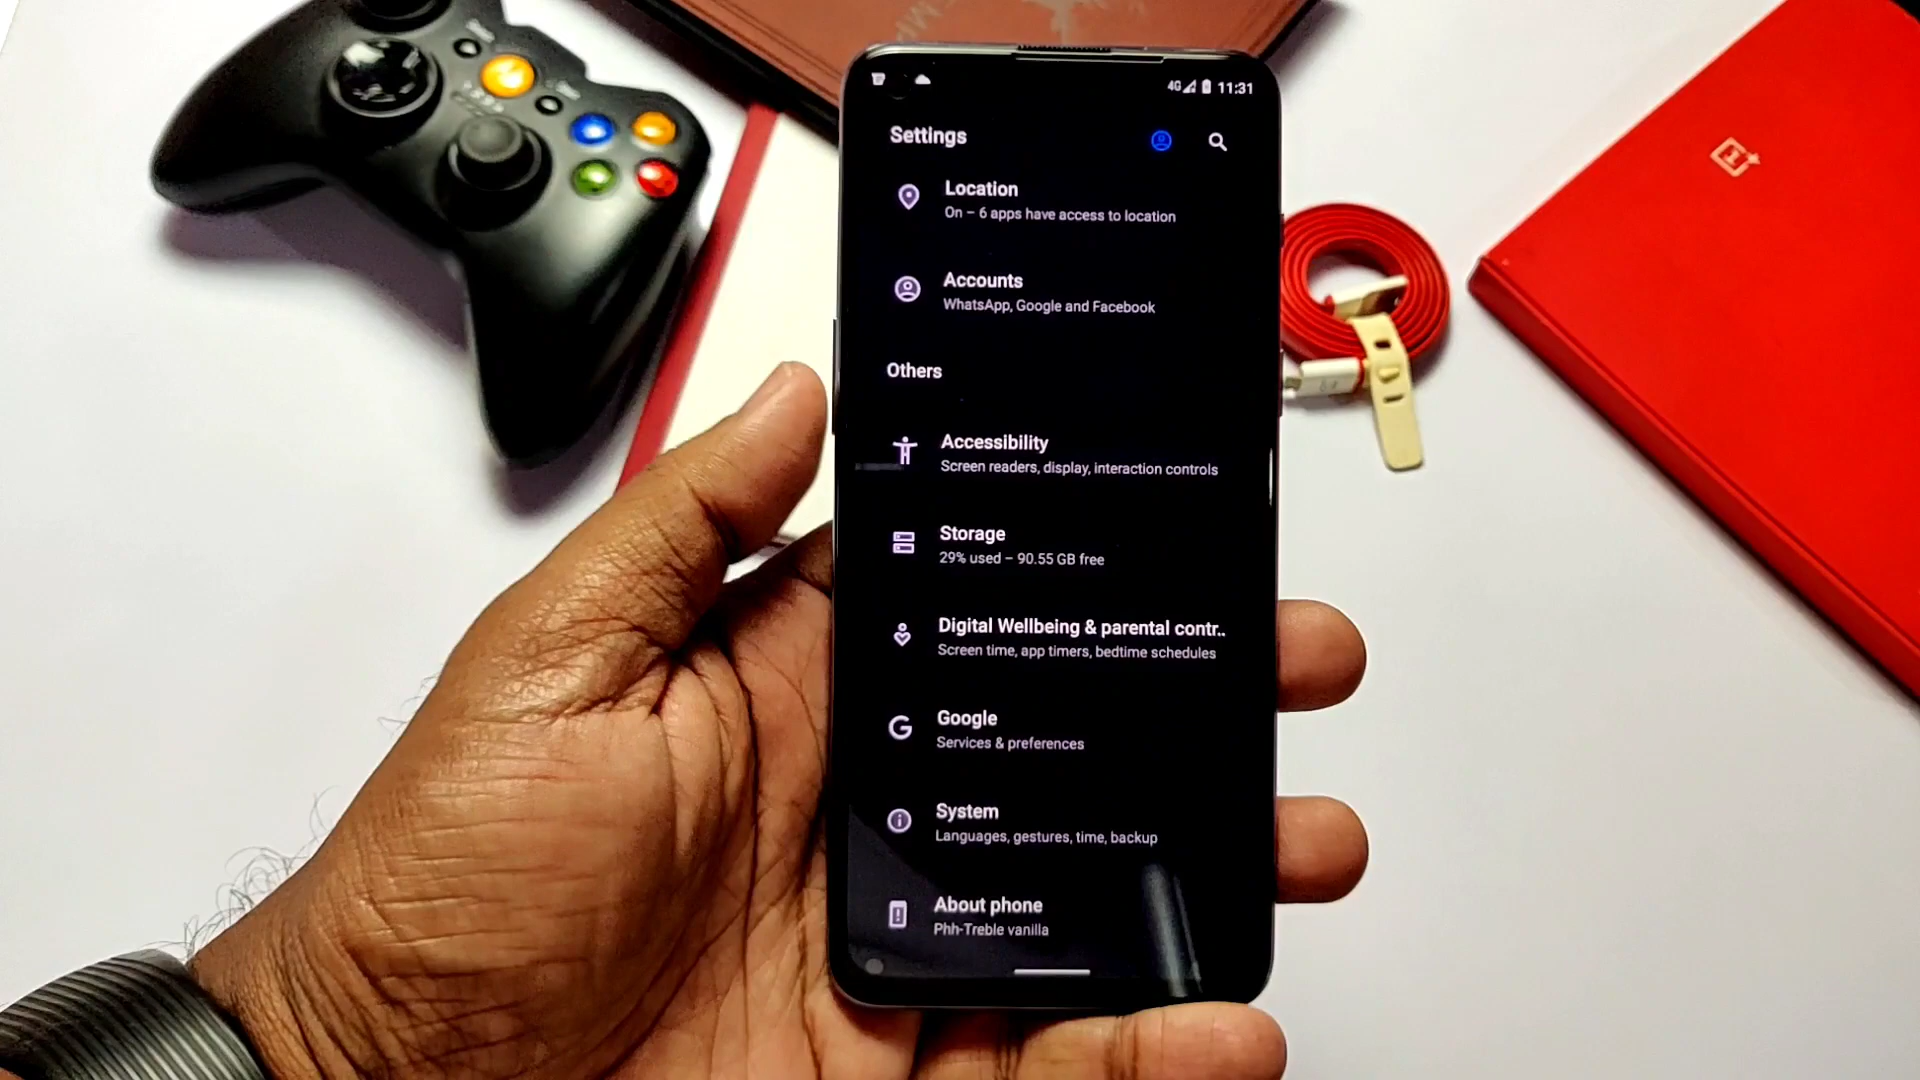 4G 11:31
Settings
Location
On – 6 apps have access to location
Accounts
WhatsApp, Google and Facebook
Others
Accessibility
Screen readers, display, interaction controls
Storage
29% used – 90.55 GB free
Digital Wellbeing & parental contr..
Screen time, app timers, bedtime schedules
Google
Services & preferences
System
Languages, gestures, time, backup
About phone
Phh-Treble vanilla